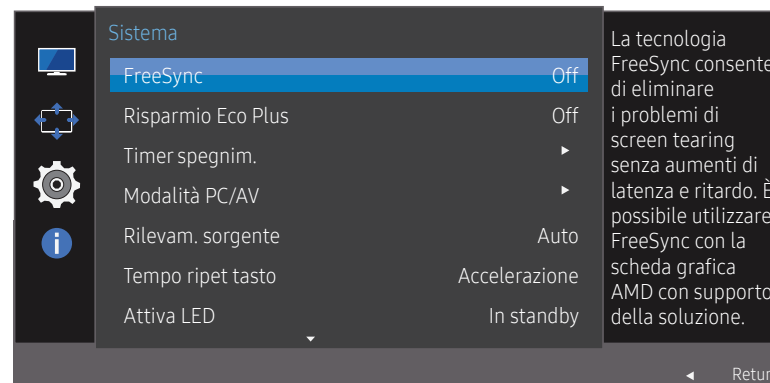 Sistema
FreeSync Off
Risparmio Eco Plus Off
Timer spegnim.
Modalità PC/AV
Rilevam. sorgente Auto
Tempo ripet tasto Accelerazione
Attiva LED In standby
La tecnologia
FreeSync consente
di eliminare
i problemi di
screen tearing
senza aumenti di
latenza e ritardo. È
possibile utilizzare
FreeSync con la
scheda grafica
AMD con supporto
della soluzione.
Retur